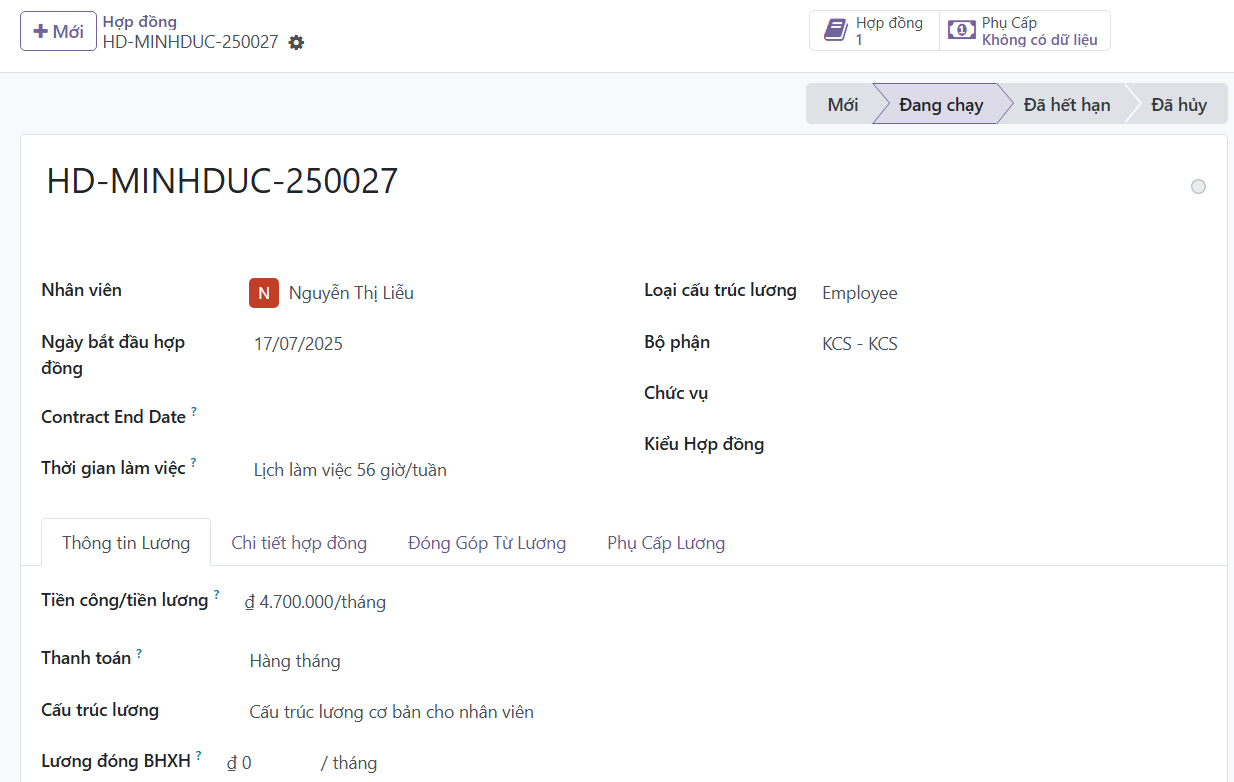 Mới
Hợp đồng
HD-MINHDUC-250027
Hợp đồng
1
Phụ Cấp
Không có dữ liệu
Mới
Đang chạy
Đã hết hạn
Đã hủy
HD-MINHDUC-250027
Nhân viên
N Nguyễn Thị Liễu
Loại cấu trúc lương
Employee
Ngày bắt đầu hợp
đồng
17/07/2025
Bộ phận
KCS - KCS
Contract End Date ?
Chức vụ
Thời gian làm việc ?
Lịch làm việc 56 giờ/tuần
Kiểu Hợp đồng
Thông tin Lương
Chi tiết hợp đồng
Đóng Góp Từ Lương
Phụ Cấp Lương
Tiền công/tiền lương ?
₫ 4.700.000/tháng
Thanh toán ?
Hàng tháng
Cấu trúc lương
Cấu trúc lương cơ bản cho nhân viên
Lương đóng BHXH ?
₫ 0 / tháng